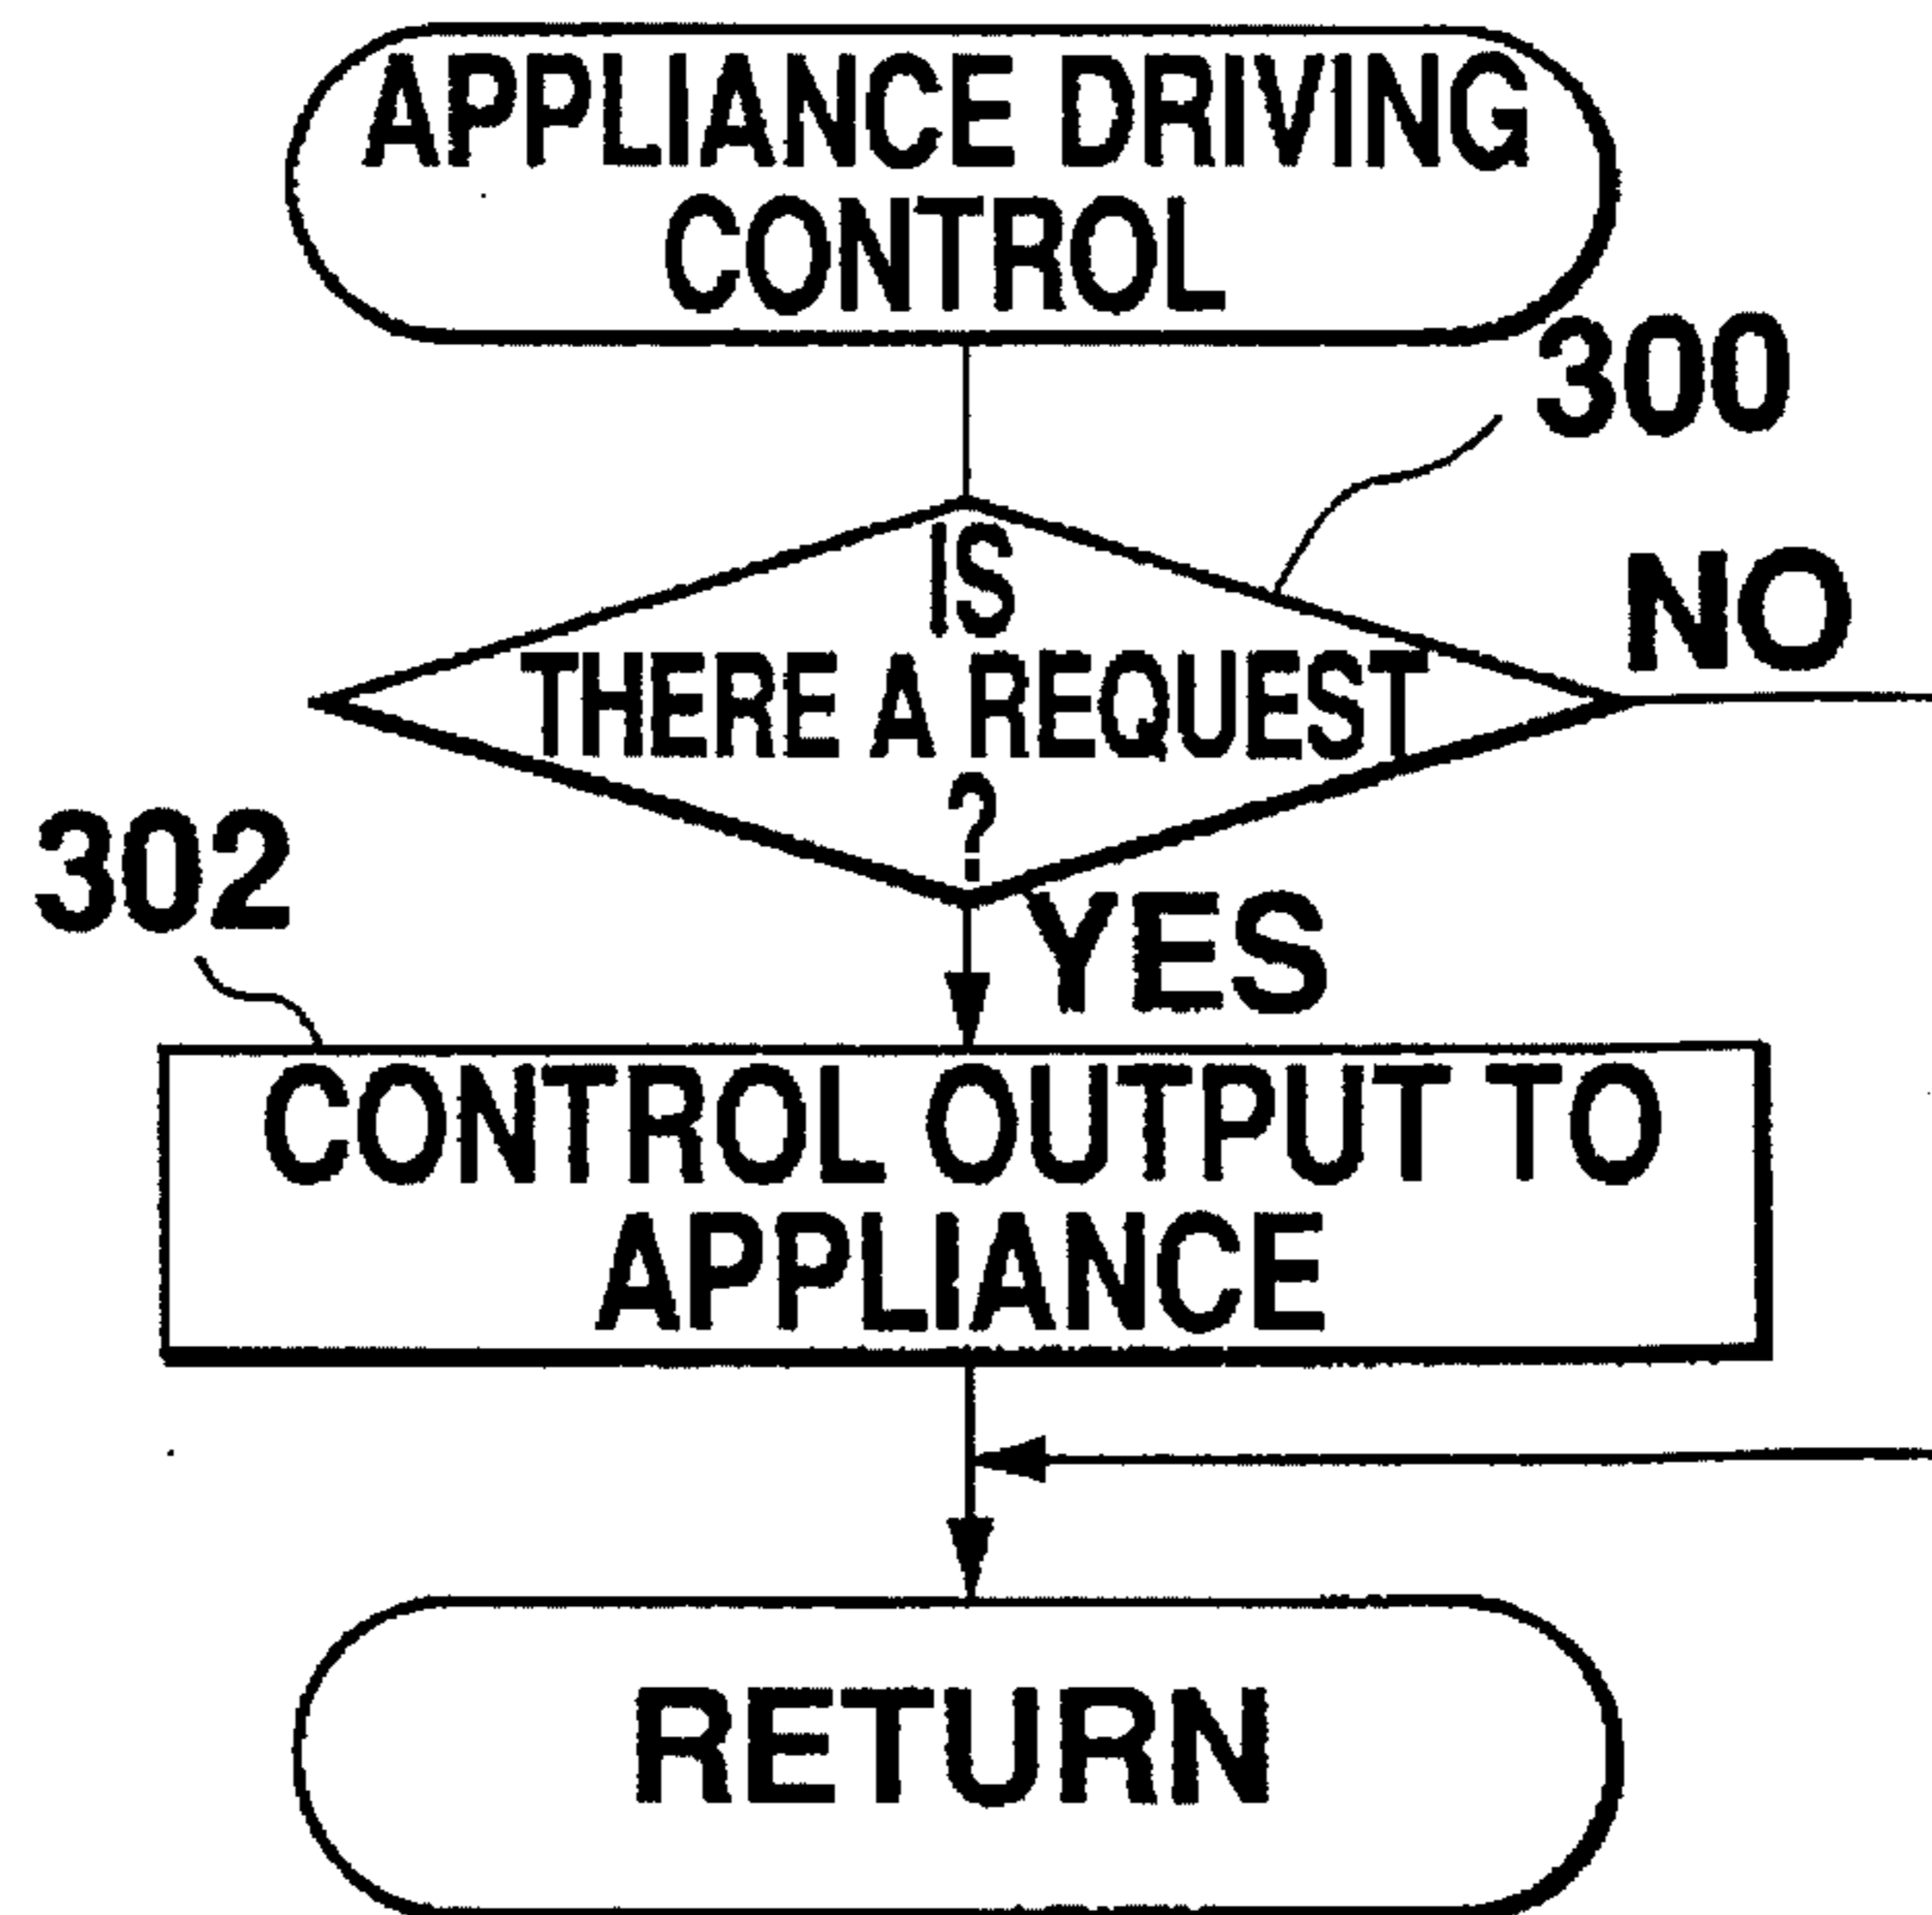 APPLIANCE DRIVING
CONTROL
300
IS
THERE A REQUEST
?
NO
302
YES
CONTROL OUTPUT TO
APPLIANCE
RETURN